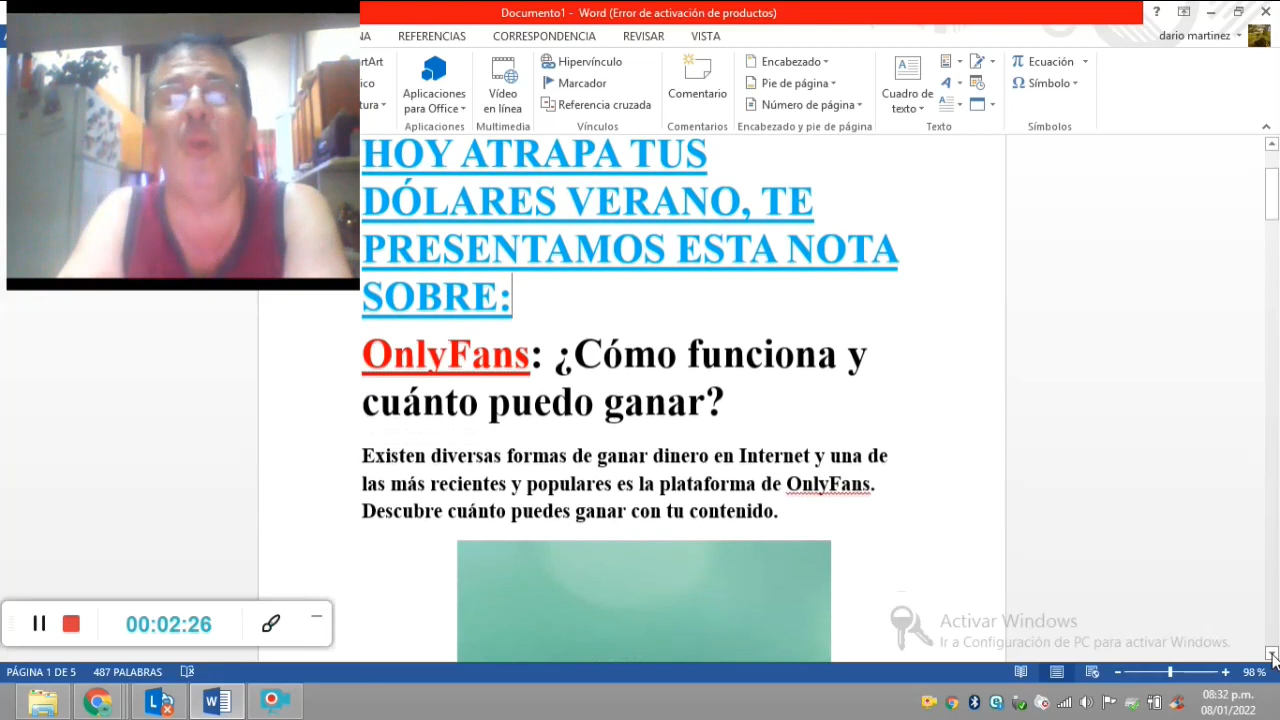 Documento1 - Word (Error de activación de productos)
NA REFERENCIAS CORRESPONDENCIA REVISAR VISTA
dario martinez
artArt
ico
tura
Aplicaciones
para Office
Aplicaciones
Vídeo
en línea
Multimedia
Hipervínculo
Marcador
Referencia cruzada
Vínculos
Comentario
Comentarios
Encabezado
Pie de página
Número de página
Encabezado y pie de página
Cuadro de
texto
Texto
Ecuación
Símbolo
Símbolos
HOY ATRAPA TUS
DÓLARES VERANO, TE
PRESENTAMOS ESTA NOTA
SOBRE:
OnlyFans: ¿Cómo funciona y
cuánto puedo ganar?
Existen diversas formas de ganar dinero en Internet y una de
las más recientes y populares es la plataforma de OnlyFans.
Descubre cuánto puedes ganar con tu contenido.
00:02:26
Activar Windows
Ir a Configuración de PC para activar Windows.
PÁGINA 1 DE 5 487 PALABRAS
98 %
08:32 p.m.
08/01/2022